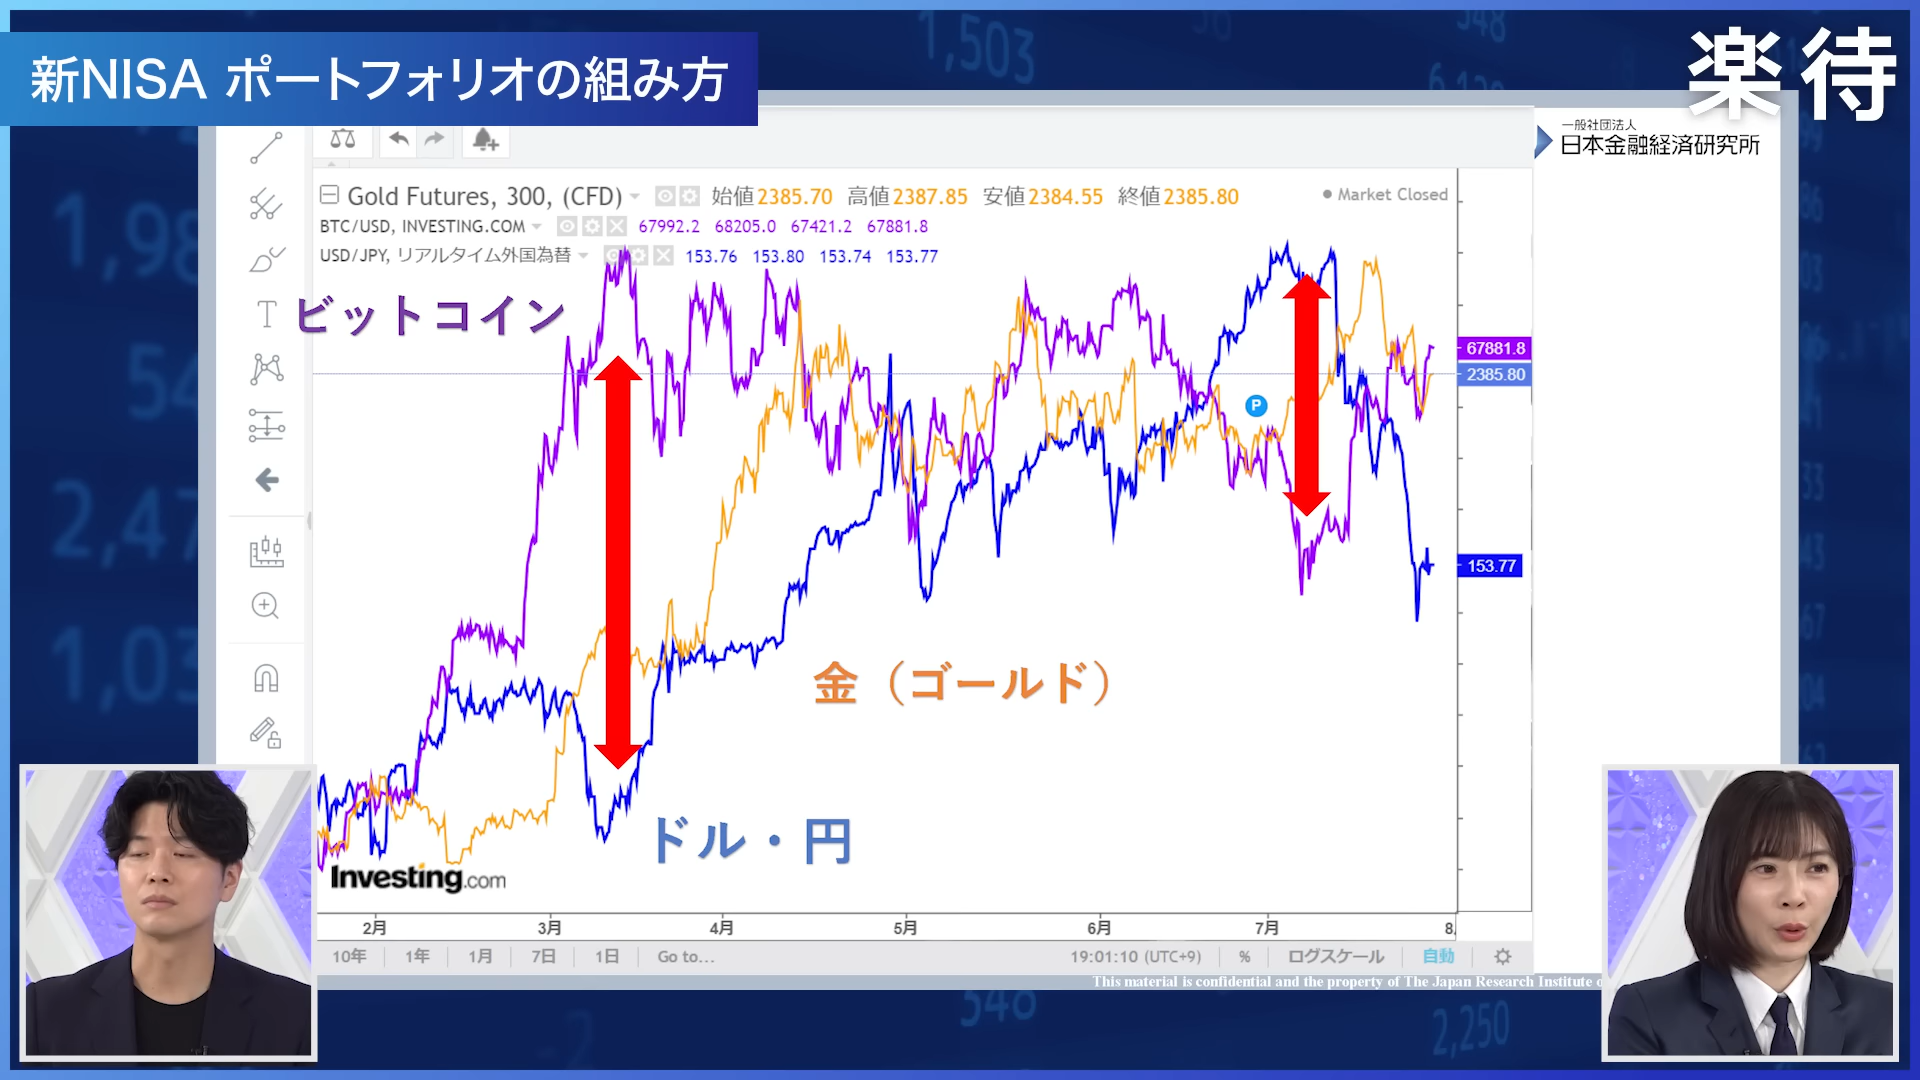 新NISA ポートフォリオの組み方
楽待
一般社団法人
日本金融経済研究所
Gold Futures, 300, (CFD) 始値2385.70 高値2387.85 安値2384.55 終値2385.80
Market Closed
BTC/USD, INVESTING.COM 67992.2 68205.0 67421.2 67881.8
USD/JPY, リアルタイム外国為替 153.76 153.80 153.74 153.77
T
ビットコイン
67881.8
2385.80
P
153.77
金（ゴールド）
ドル・円
Investing.com
2月 3月 4月 5月 6月 7月 8
10年 1年 1月 7日 1日 Go to... 19:01:10 (UTC+9) % ログスケール 自動
This material is confidential and the property of The Japan Research Institute
1,503
548
2,250